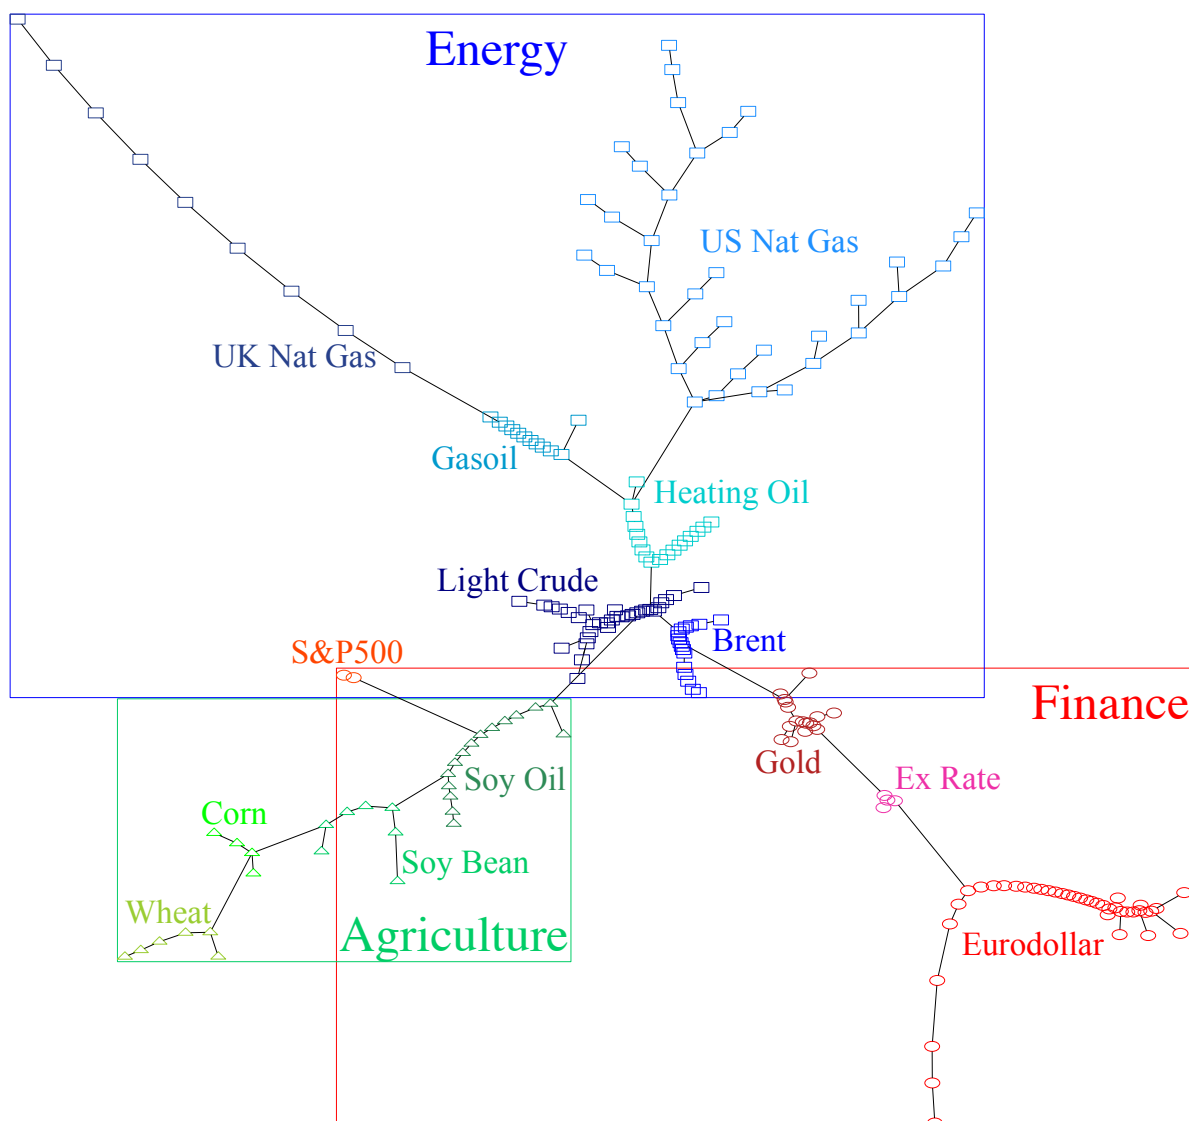 Energy
US Nat Gas
UK Nat Gas
Gasoil
Heating Oil
Light Crude
Brent
S&P500
Finance
Gold
Ex Rate
Soy Oil
Corn
Soy Bean
Wheat
Agriculture
Eurodollar